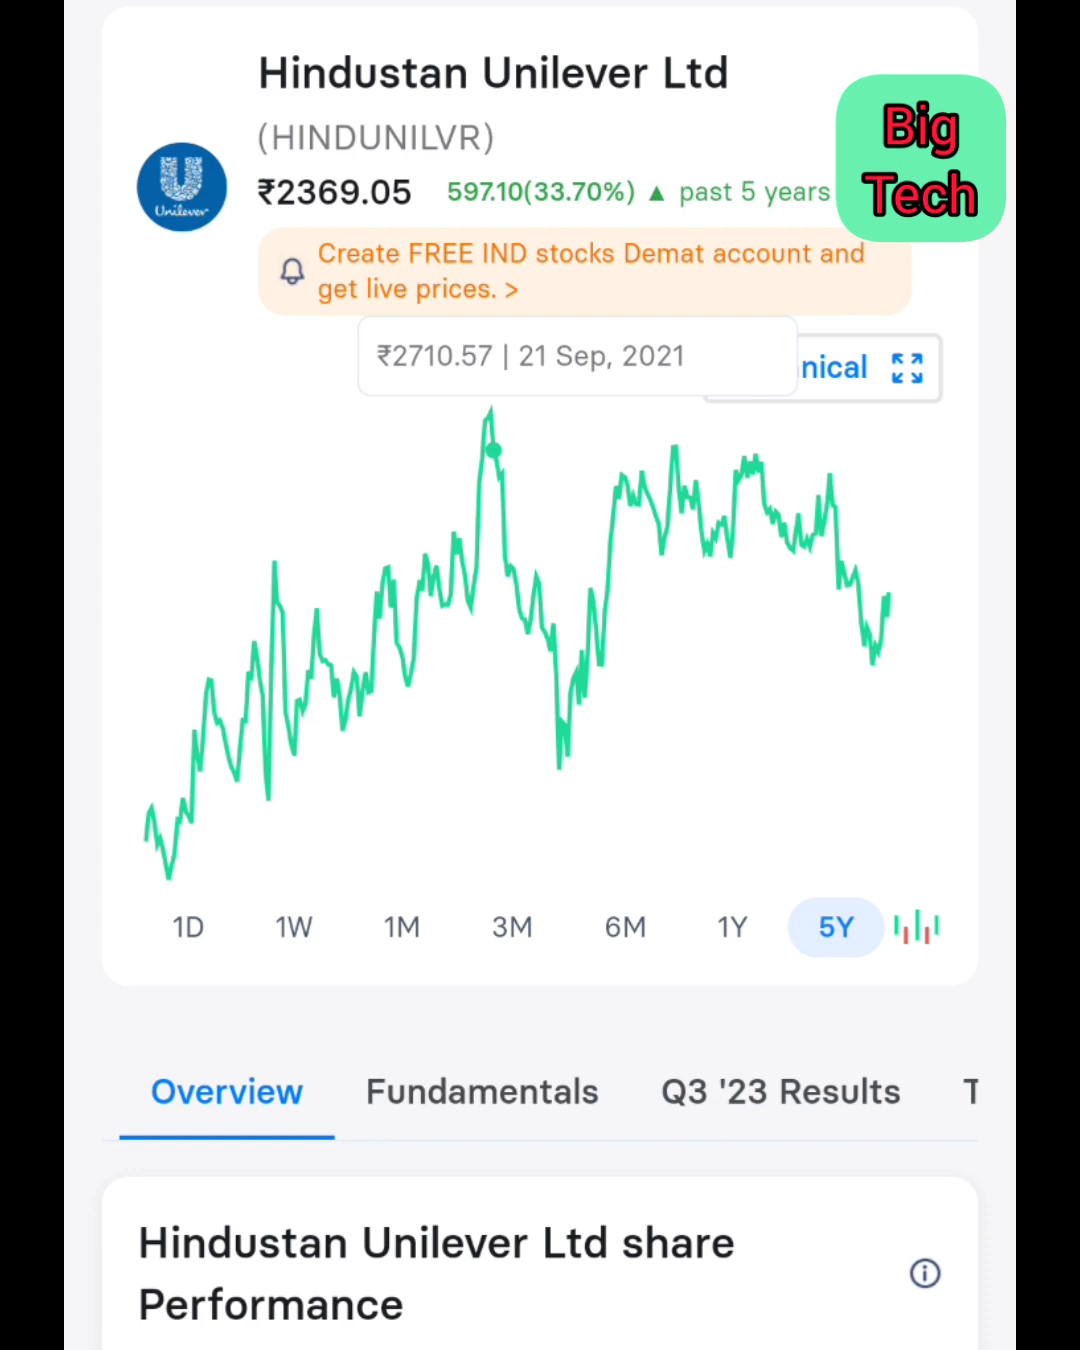 Hindustan Unilever Ltd
(HINDUNILVR)
₹2369.05 597.10(33.70%) ▲ past 5 years
Big
Tech
Unilever
Create FREE IND stocks Demat account and
get live prices. >
₹2710.57 | 21 Sep, 2021
nical
1D 1W 1M 3M 6M 1Y 5Y
Overview Fundamentals Q3 '23 Results T
Hindustan Unilever Ltd share
Performance